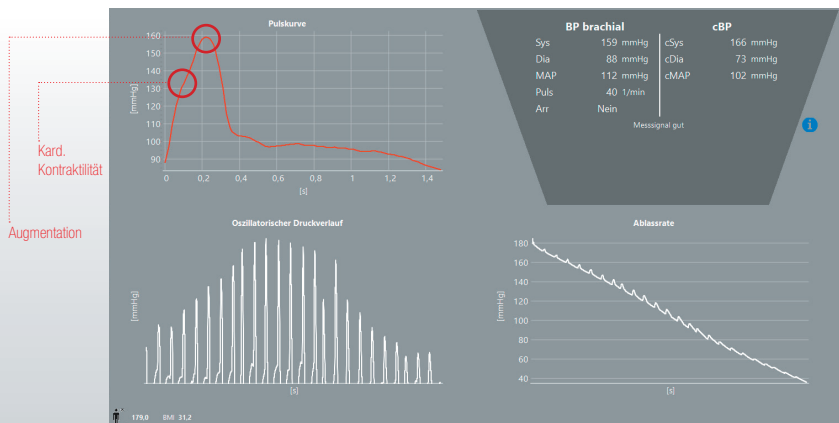 Pulskurve
160
150
140
130
120
110
100
90
[mmHg]
0 0,2 0,4 0,6 0,8 1 1,2 1,4
[s]
Kard.
Kontraktilität
Augmentation
BP brachial cBP
Sys 159 mmHg cSys 166 mmHg
Dia 88 mmHg cDia 73 mmHg
MAP 112 mmHg cMAP 102 mmHg
Puls 40 1/min
Arr Nein
Messsignal gut
i
Oszillatorischer Druckverlauf
[mmHg]
[s]
Ablassrate
180
160
140
120
100
80
60
40
[mmHg]
[s]
179,0 BMI 31,2